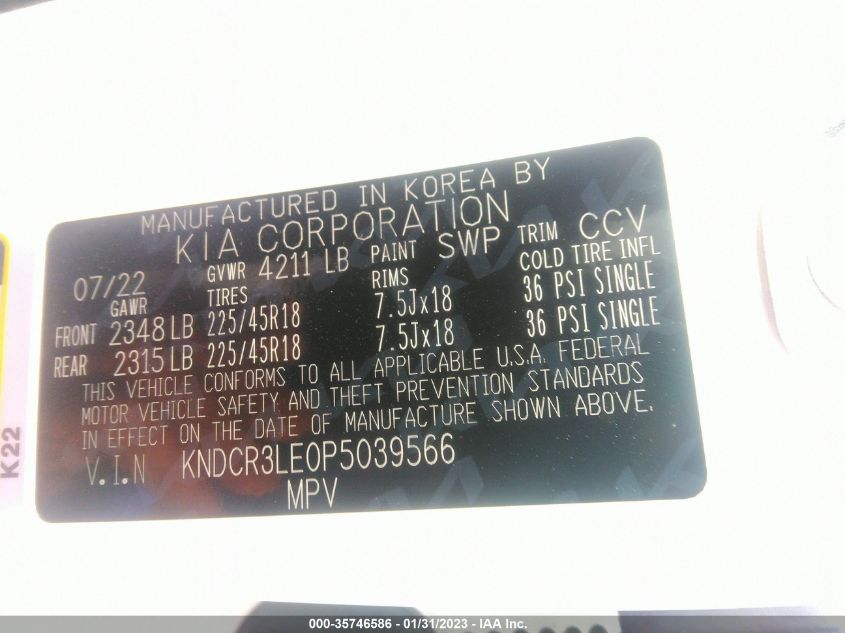 MANUFACTURED IN KOREA BY
KIA CORPORATION
07/22 GVWR 4211 LB PAINT SWP TRIM CCV
GAWR TIRES RIMS COLD TIRE INFL
FRONT 2348 LB 225/45R18 7.5Jx18 36 PSI SINGLE
REAR 2315 LB 225/45R18 7.5Jx18 36 PSI SINGLE
THIS VEHICLE CONFORMS TO ALL APPLICABLE U.S.A. FEDERAL
MOTOR VEHICLE SAFETY AND THEFT PREVENTION STANDARDS
IN EFFECT ON THE DATE OF MANUFACTURE SHOWN ABOVE.
V.I.N KNDCR3LE0P5039566
MPV
K22
000-35746586 - 01/31/2023 - IAA Inc.